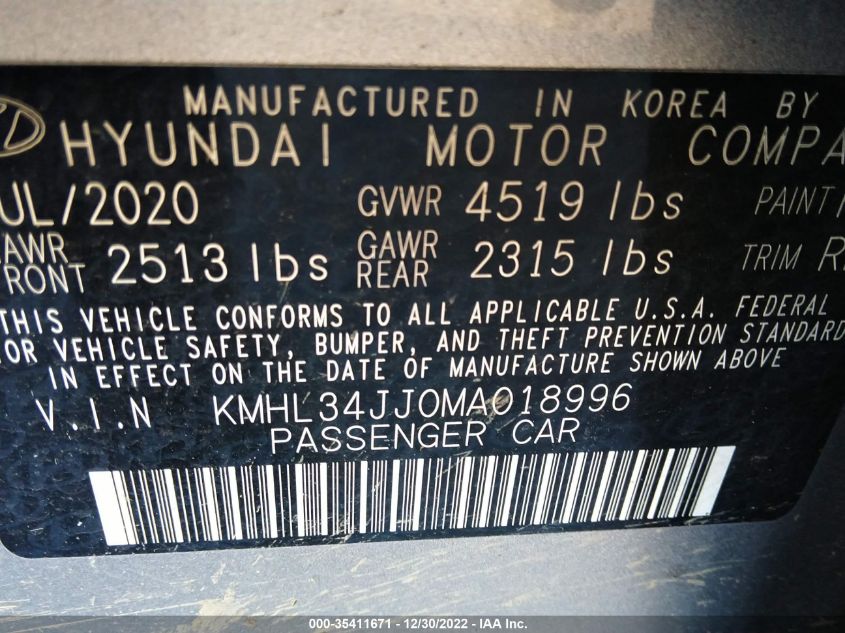 MANUFACTURED IN KOREA BY
HYUNDAI MOTOR COMPA
UL/2020 GVWR 4519 lbs PAINT
AWR FRONT 2513 lbs GAWR REAR 2315 lbs TRIM R
THIS VEHICLE CONFORMS TO ALL APPLICABLE U.S.A. FEDERAL
OR VEHICLE SAFETY, BUMPER, AND THEFT PREVENTION STANDARD
IN EFFECT ON THE DATE OF MANUFACTURE SHOWN ABOVE
V.I.N KMHL34JJ0MA018996
PASSENGER CAR
000-35411671 - 12/30/2022 - IAA Inc.